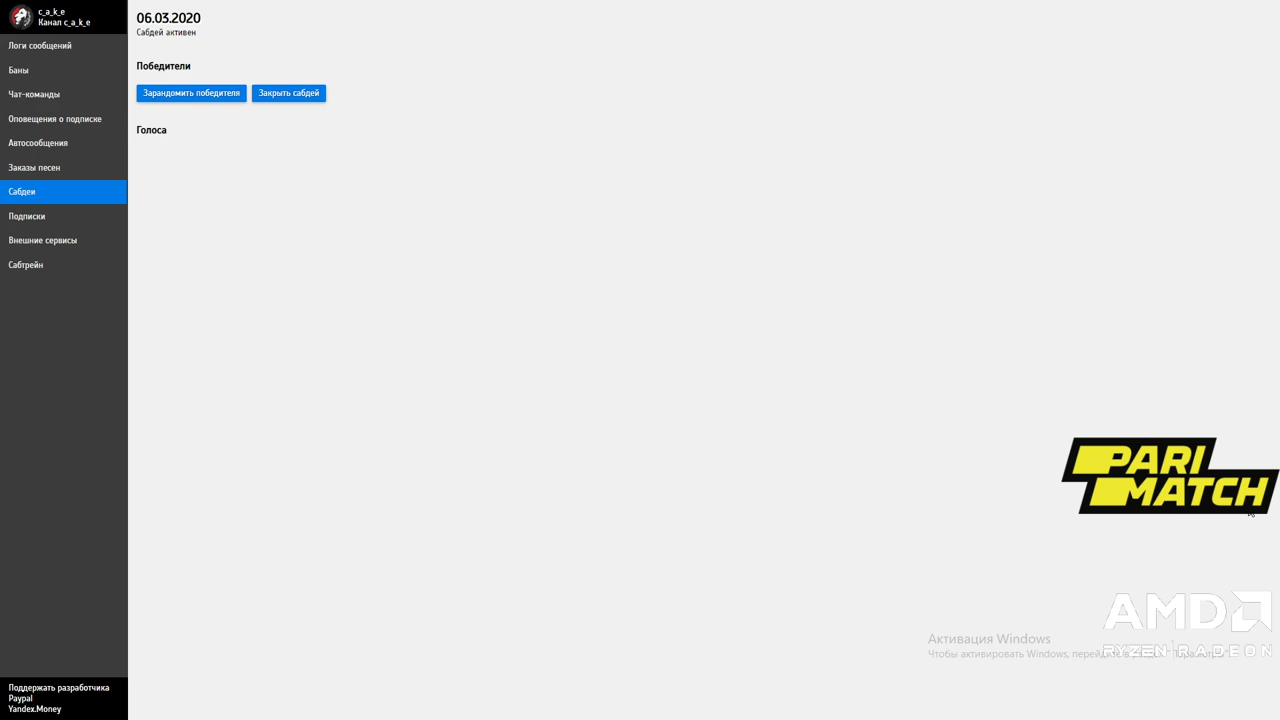 c_a_k_e
Канал c_a_k_e
Логи сообщений
Баны
Чат-команды
Оповещения о подписке
Автосообщения
Заказы песен
Сабдеи
Подписки
Внешние сервисы
Сабтрейн
Поддержать разработчика
Paypal
Yandex.Money
06.03.2020
Сабдей активен
Победители
Зарандомить победителя
Закрыть сабдей
Голоса
PARI
MATCH
AMD
RYZEN RADEON
Активация Windows
Чтобы активировать Windows, перейдите в